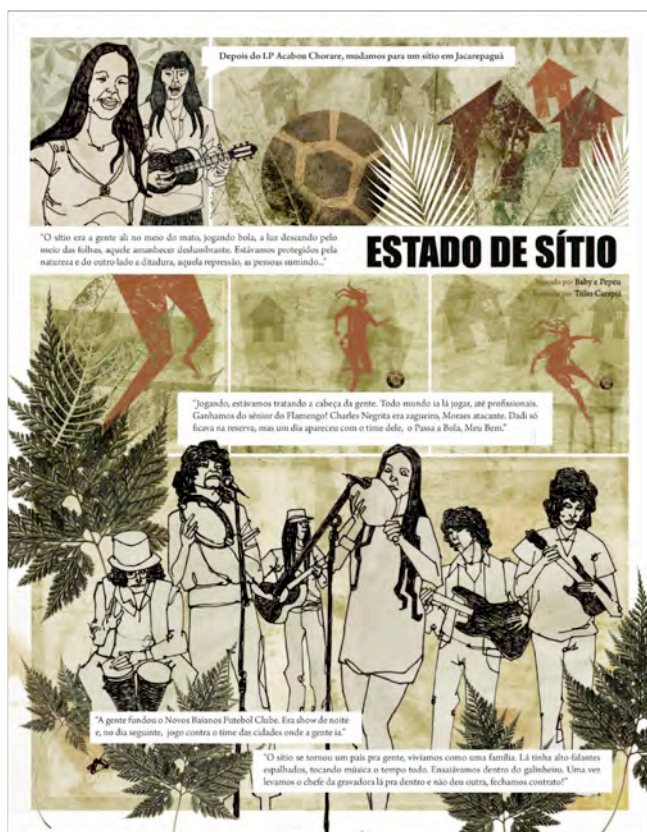 Depois do LP Acabou Chorare, mudamos para um sítio em Jacarepaguá
"O sítio era a gente ali no meio do mato, jogando bola, a luz descendo pelo
meio das folhas, aquele amanhecer deslumbrante. Estávamos protegidos pela
natureza e do outro lado a ditadura, aquela repressão, as pessoas sumindo..."
ESTADO DE SÍTIO
Narrado por Baby e Pepeu
por Túlio Carapiá
"Jogando, estávamos tratando a cabeça da gente. Todo mundo ia lá jogar, até profissionais.
Ganhamos do sênior do Flamengo! Charles Negrita era zagueiro, Moraes atacante. Dadi só
ficava na reserva, mas um dia apareceu com o time dele, o Passa a Bola, Meu Bem."
"A gente fundou o Novos Baianos Futebol Clube. Era show de noite
e, no dia seguinte, jogo contra o time das cidades onde a gente ia."
"O sítio se tornou um país pra gente, vivíamos como uma família. Lá tinha alto-falantes
espalhados, tocando música o tempo todo. Ensaiávamos dentro do galinheiro. Uma vez
levamos o chefe da gravadora lá pra dentro e não deu outra, fechamos contrato!"